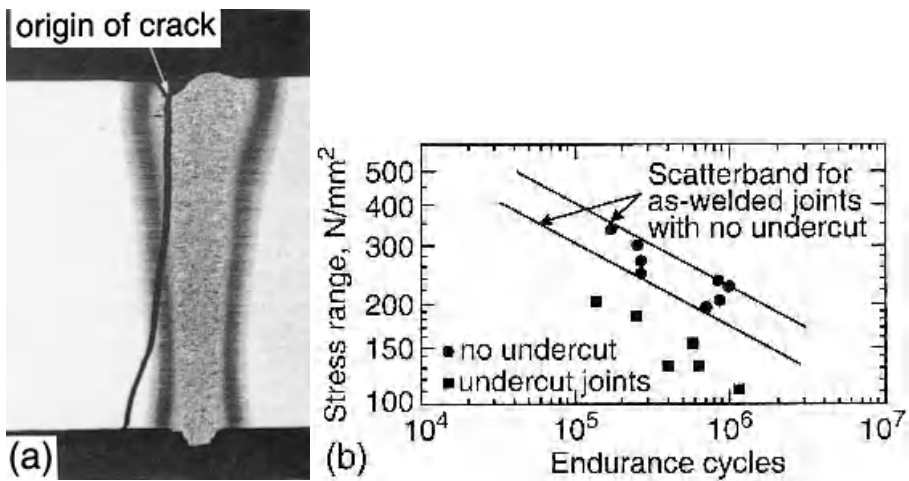 origin of crack
(a)
Stress range, N/mm²
500
400
300
200
150
100
Scatterband for
as-welded joints
with no undercut
no undercut
undercut joints
10⁴
10⁵
10⁶
10⁷
(b)
Endurance cycles